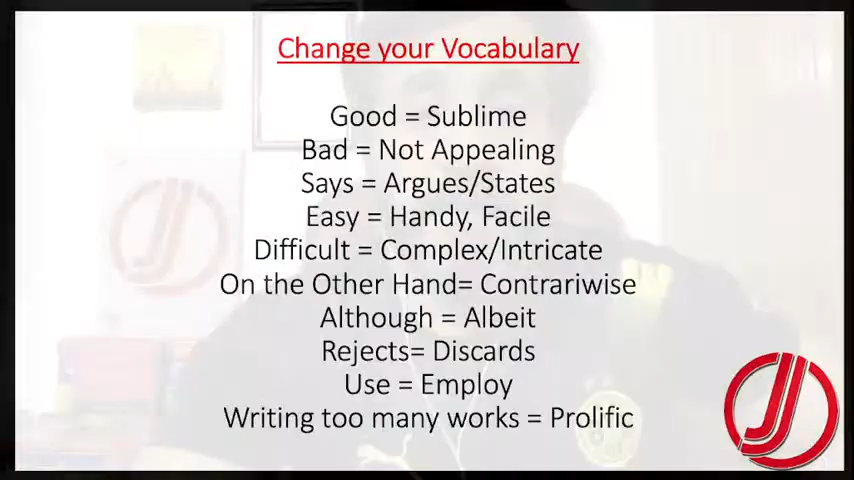 Change your Vocabulary
Good = Sublime
Bad = Not Appealing
Says = Argues/States
Easy = Handy, Facile
Difficult = Complex/Intricate
On the Other Hand= Contrariwise
Although = Albeit
Rejects= Discards
Use = Employ
Writing too many works = Prolific